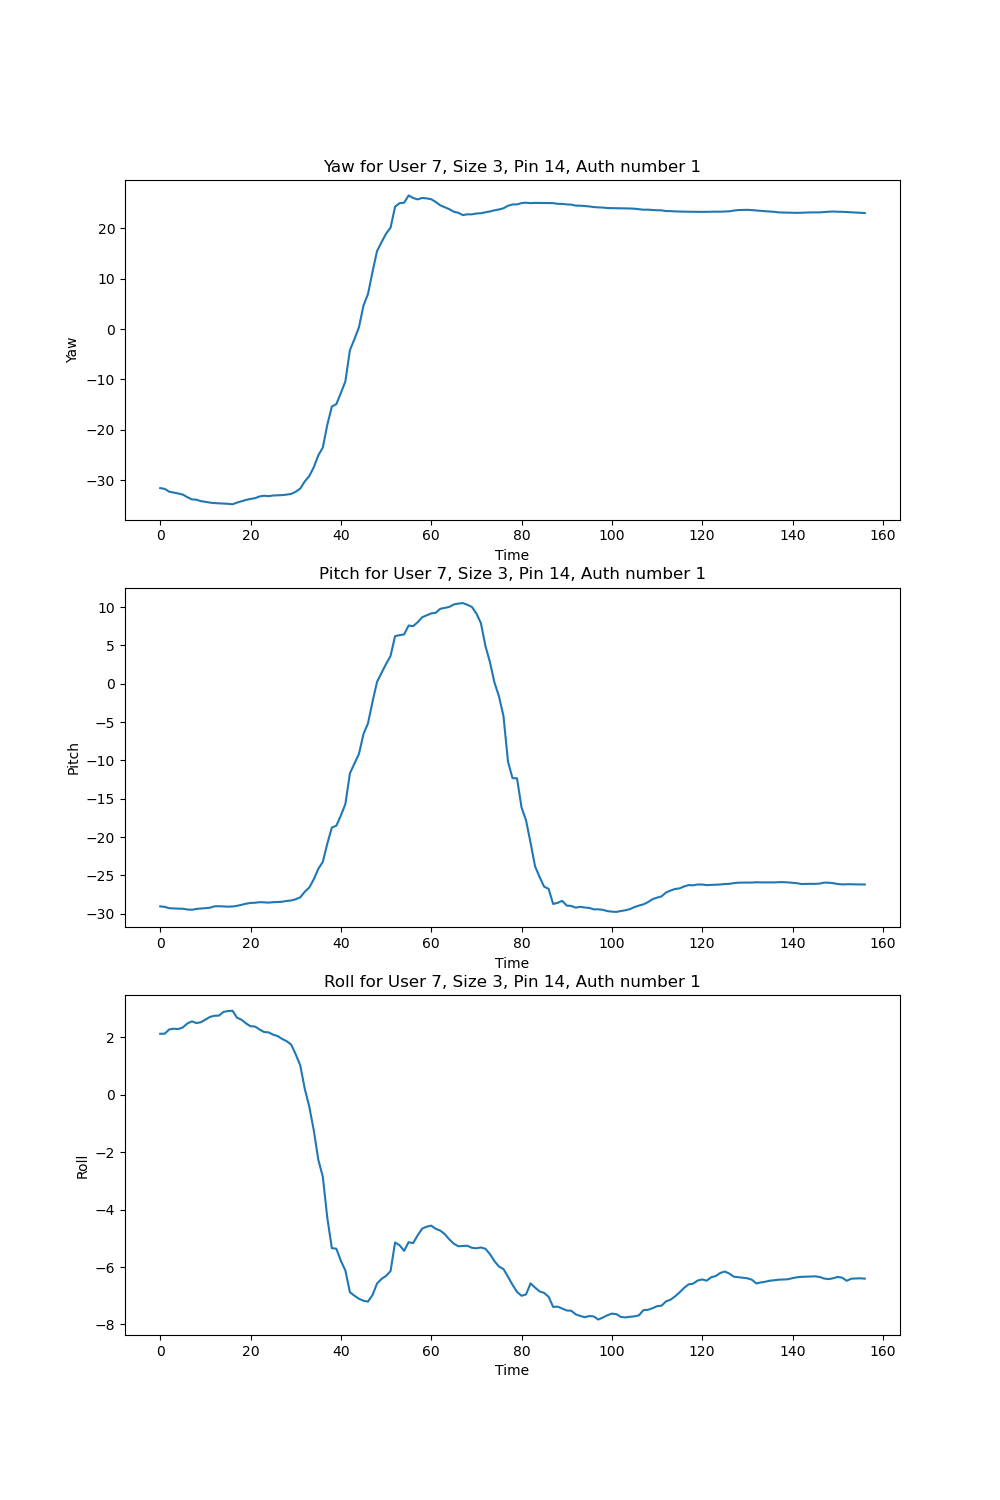 Yaw for User 7, Size 3, Pin 14, Auth number 1
20
10
0
−10
−20
−30
Yaw
0 20 40 60 80 100 120 140 160
Time
Pitch for User 7, Size 3, Pin 14, Auth number 1
10
5
0
−5
−10
−15
−20
−25
−30
Pitch
0 20 40 60 80 100 120 140 160
Time
Roll for User 7, Size 3, Pin 14, Auth number 1
2
0
−2
−4
−6
−8
Roll
0 20 40 60 80 100 120 140 160
Time